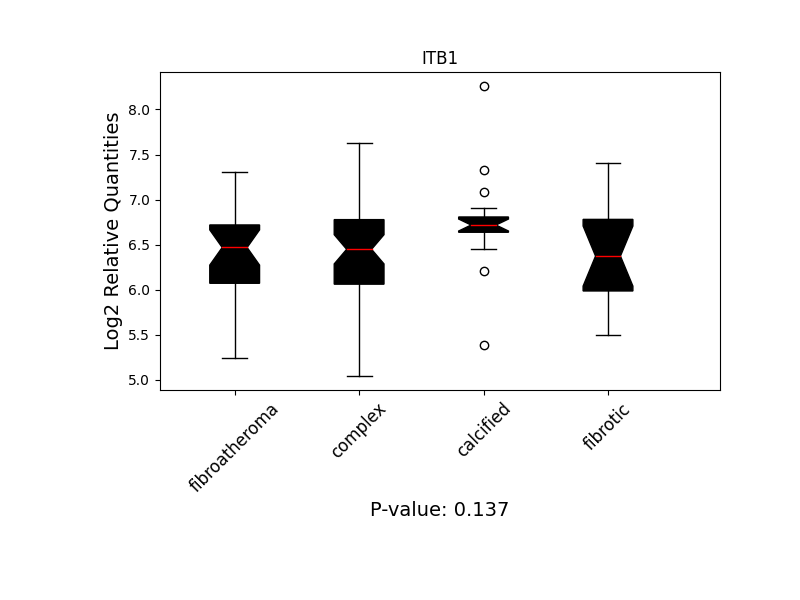 ITB1
Log2 Relative Quantities
8.0
7.5
7.0
6.5
6.0
5.5
5.0
fibroatheroma
complex
calcified
fibrotic
P-value: 0.137